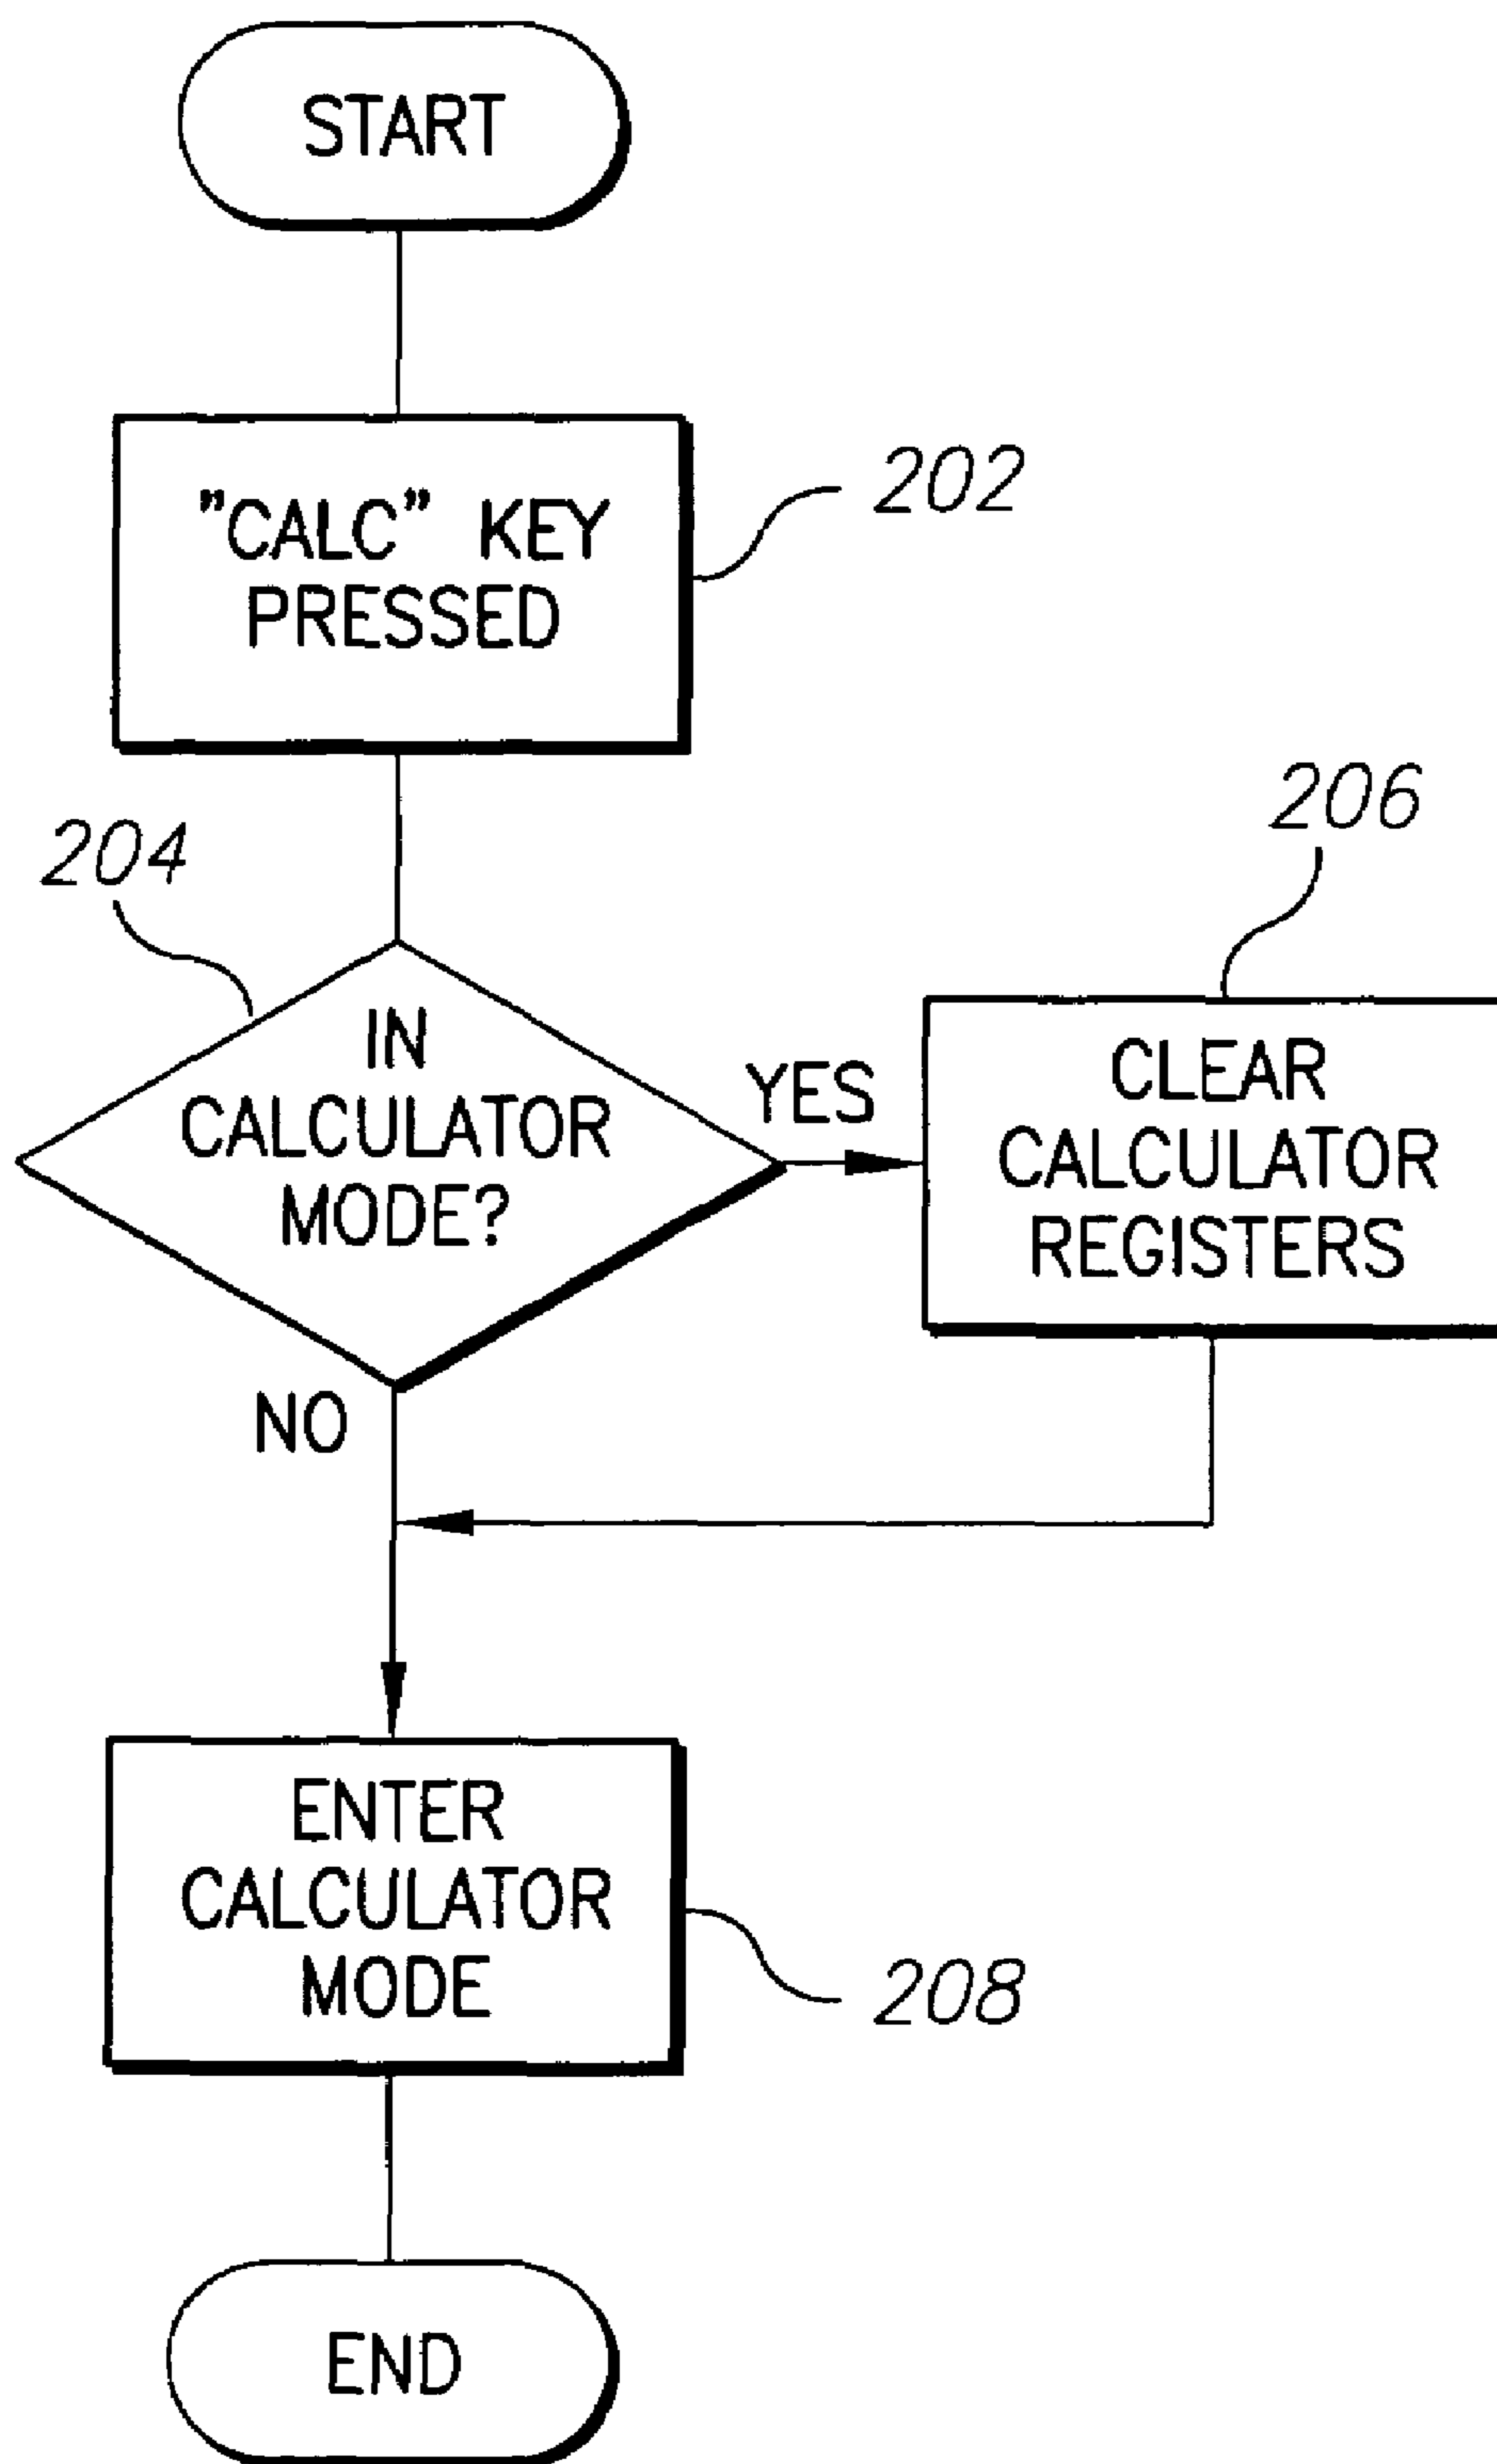 START
"CALC" KEY
PRESSED
202
204
IN
CALCULATOR
MODE?
YES
206
CLEAR
CALCULATOR
REGISTERS
NO
ENTER
CALCULATOR
MODE
208
END